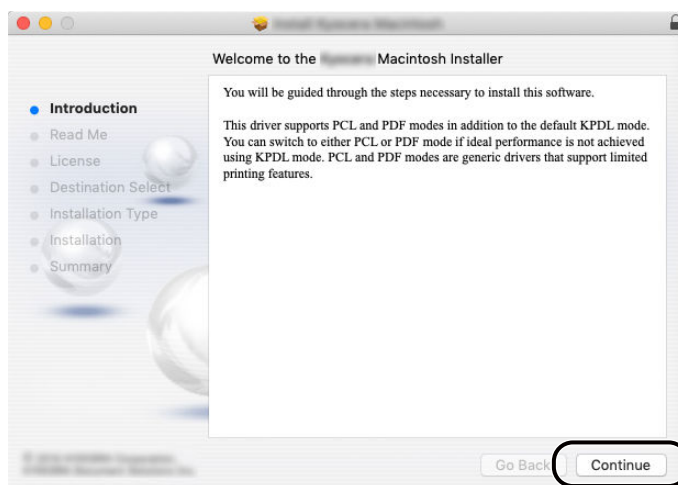 Welcome to the Macintosh Installer
Introduction
Read Me
License
Destination Select
Installation Type
Installation
Summary
You will be guided through the steps necessary to install this software.
This driver supports PCL and PDF modes in addition to the default KPDL mode.
You can switch to either PCL or PDF mode if ideal performance is not achieved
using KPDL mode. PCL and PDF modes are generic drivers that support limited
printing features.
Go Back
Continue